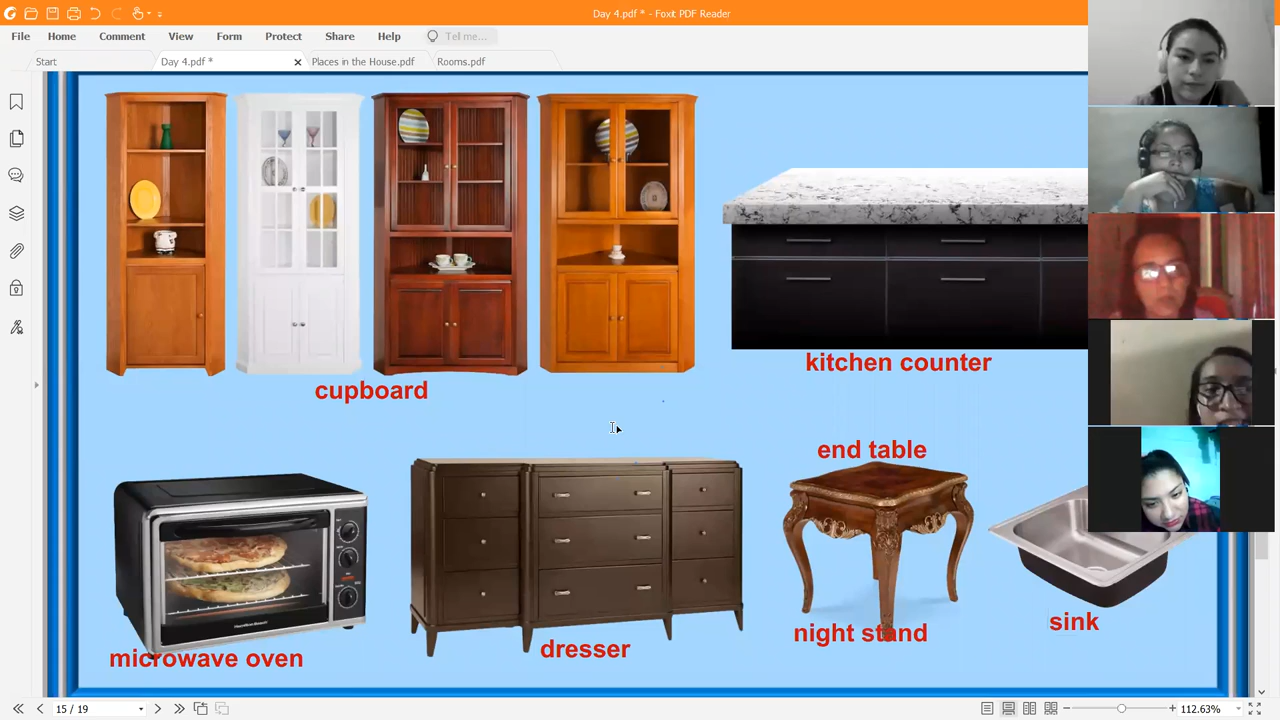 Day 4.pdf * - Foxit PDF Reader
File Home Comment View Form Protect Share Help Tell me...
Start Day 4.pdf * Places in the House.pdf Rooms.pdf
cupboard
kitchen counter
end table
microwave oven
dresser
night stand
sink
Hamilton Beach
15 / 19
112.63%